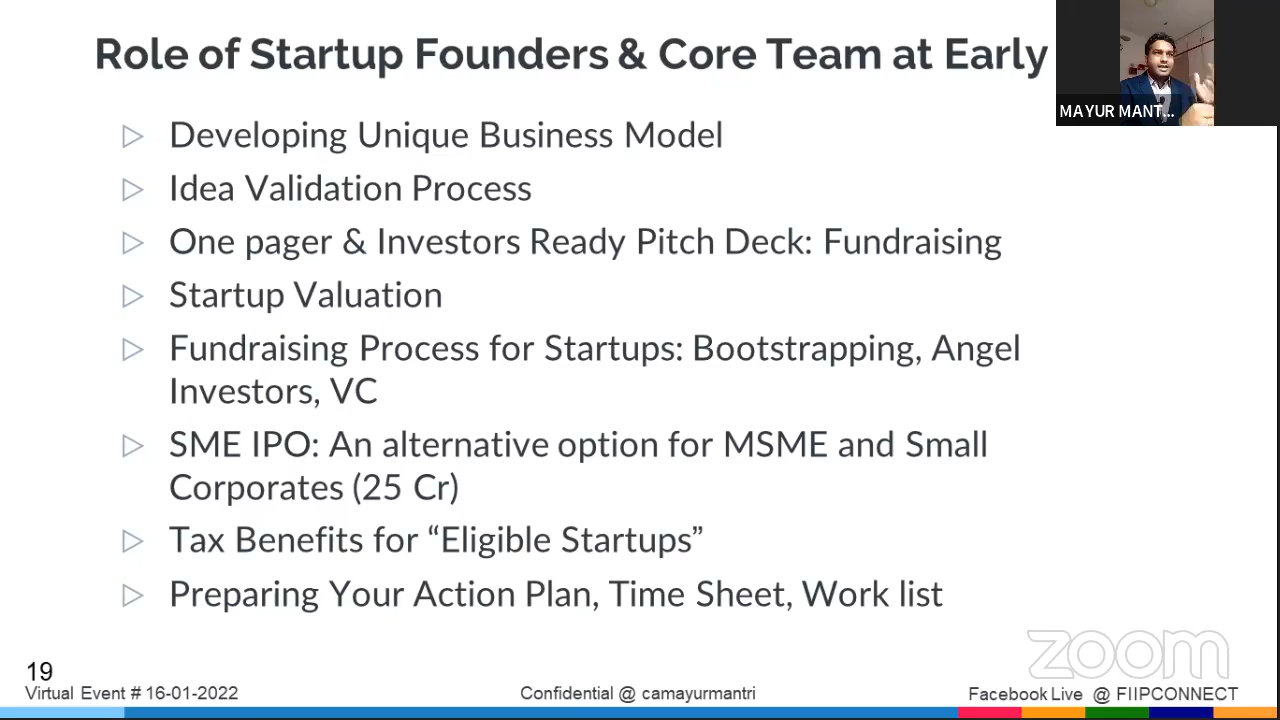 Role of Startup Founders & Core Team at Early
MAYUR MANT...
▷ Developing Unique Business Model
▷ Idea Validation Process
▷ One pager & Investors Ready Pitch Deck: Fundraising
▷ Startup Valuation
▷ Fundraising Process for Startups: Bootstrapping, Angel
Investors, VC
▷ SME IPO: An alternative option for MSME and Small
Corporates (25 Cr)
▷ Tax Benefits for “Eligible Startups”
▷ Preparing Your Action Plan, Time Sheet, Work list
zoom
19
Virtual Event # 16-01-2022
Confidential @ camayurmantri
Facebook Live @ FIIPCONNECT